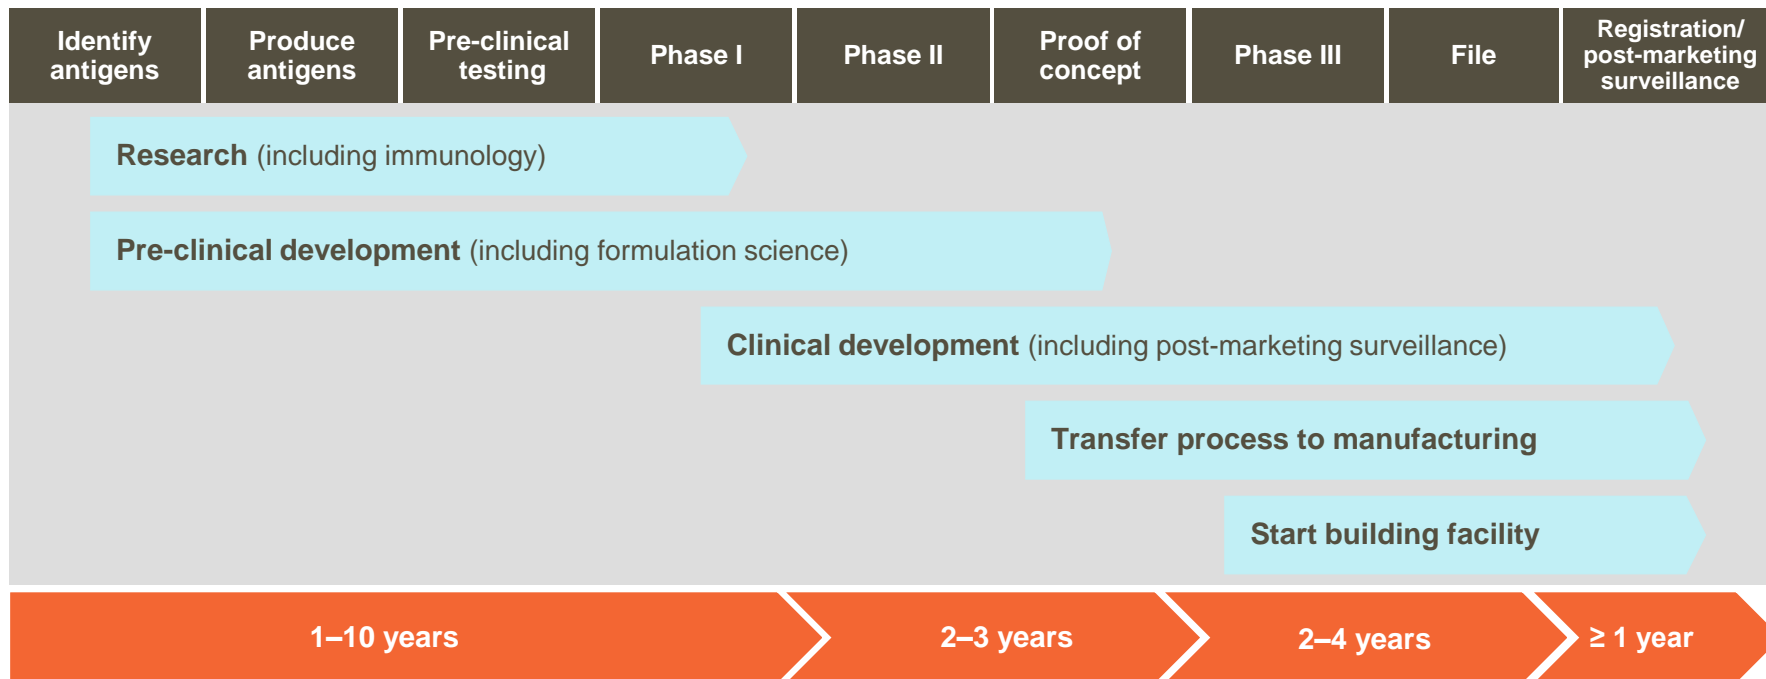 Identify
antigens
Produce
antigens
Pre-clinical
testing
Phase I
Phase II
Proof of
concept
Phase III
File
Registration/
post-marketing
surveillance
Research (including immunology)
Pre-clinical development (including formulation science)
Clinical development (including post-marketing surveillance)
Transfer process to manufacturing
Start building facility
1–10 years
2–3 years
2–4 years
≥ 1 year